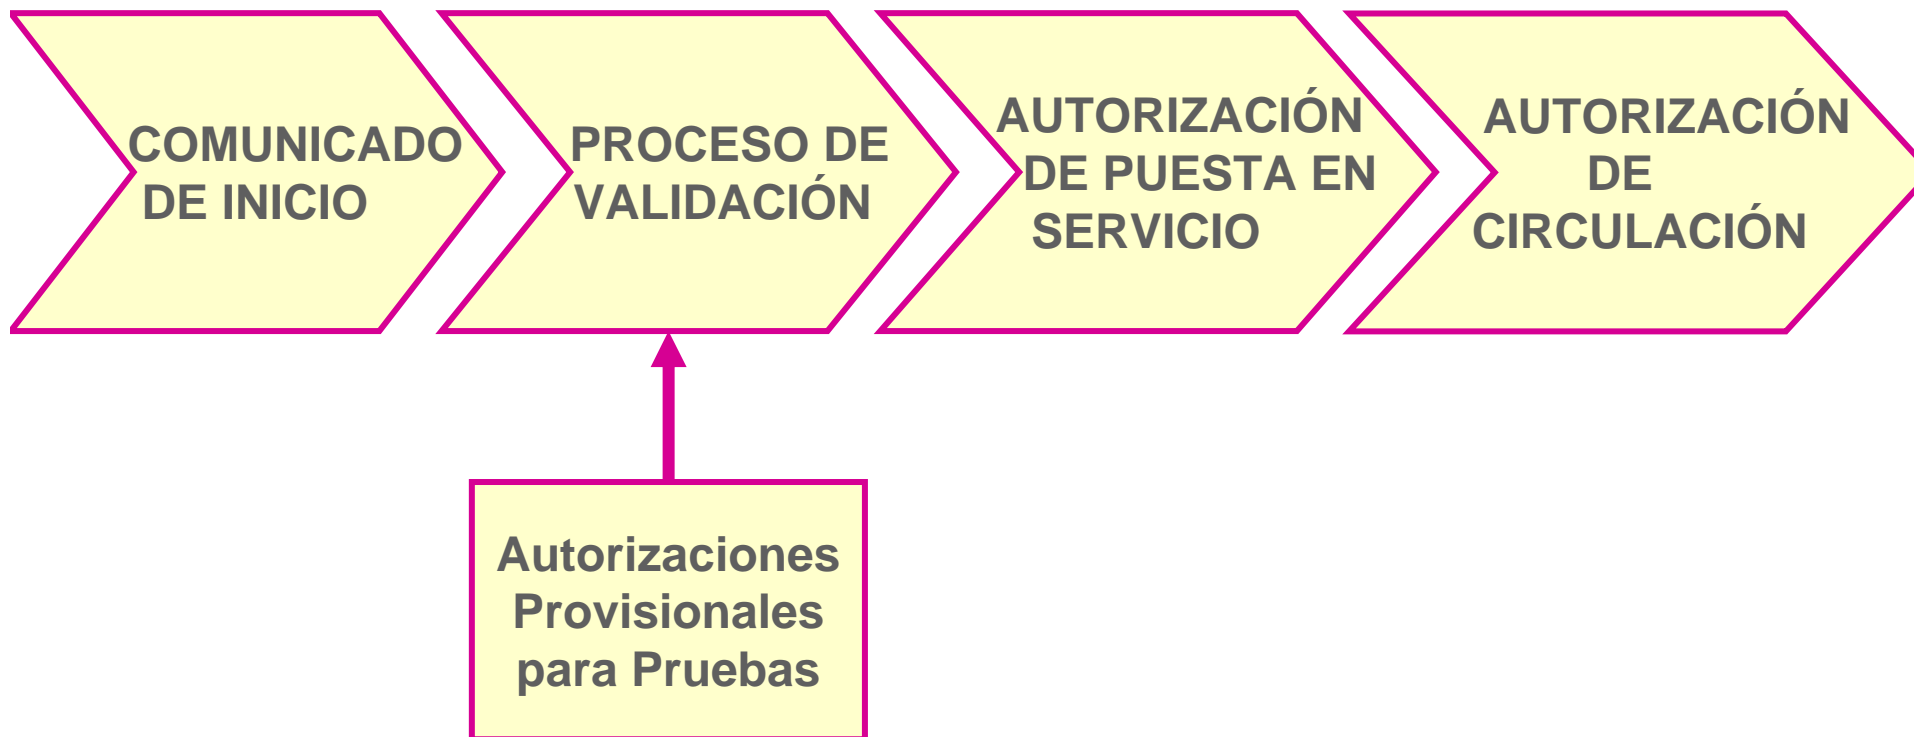 COMUNICADO
DE INICIO
PROCESO DE
VALIDACIÓN
AUTORIZACIÓN
DE PUESTA EN
SERVICIO
AUTORIZACIÓN
DE
CIRCULACIÓN
Autorizaciones
Provisionales
para Pruebas